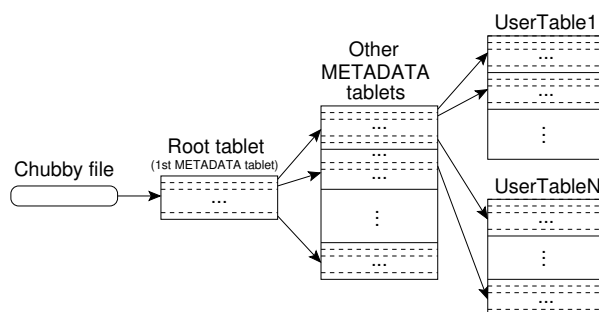 Chubby file
Root tablet
(1st METADATA tablet)
...
Other
METADATA
tablets
...
...
...
...
...
UserTable1
...
...
...
UserTableN
...
...
...